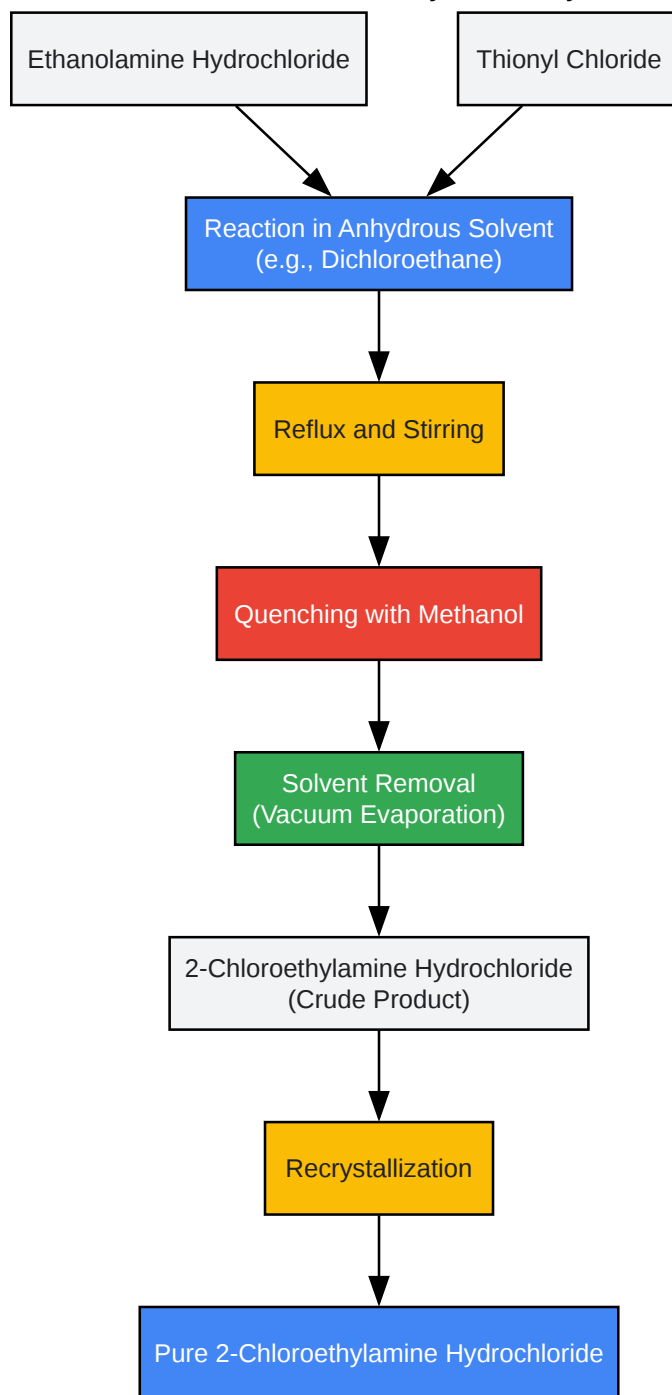 Ethanolamine Hydrochloride
Thionyl Chloride
Reaction in Anhydrous Solvent
(e.g., Dichloroethane)
Reflux and Stirring
Quenching with Methanol
Solvent Removal
(Vacuum Evaporation)
2-Chloroethylamine Hydrochloride
(Crude Product)
Recrystallization
Pure 2-Chloroethylamine Hydrochloride